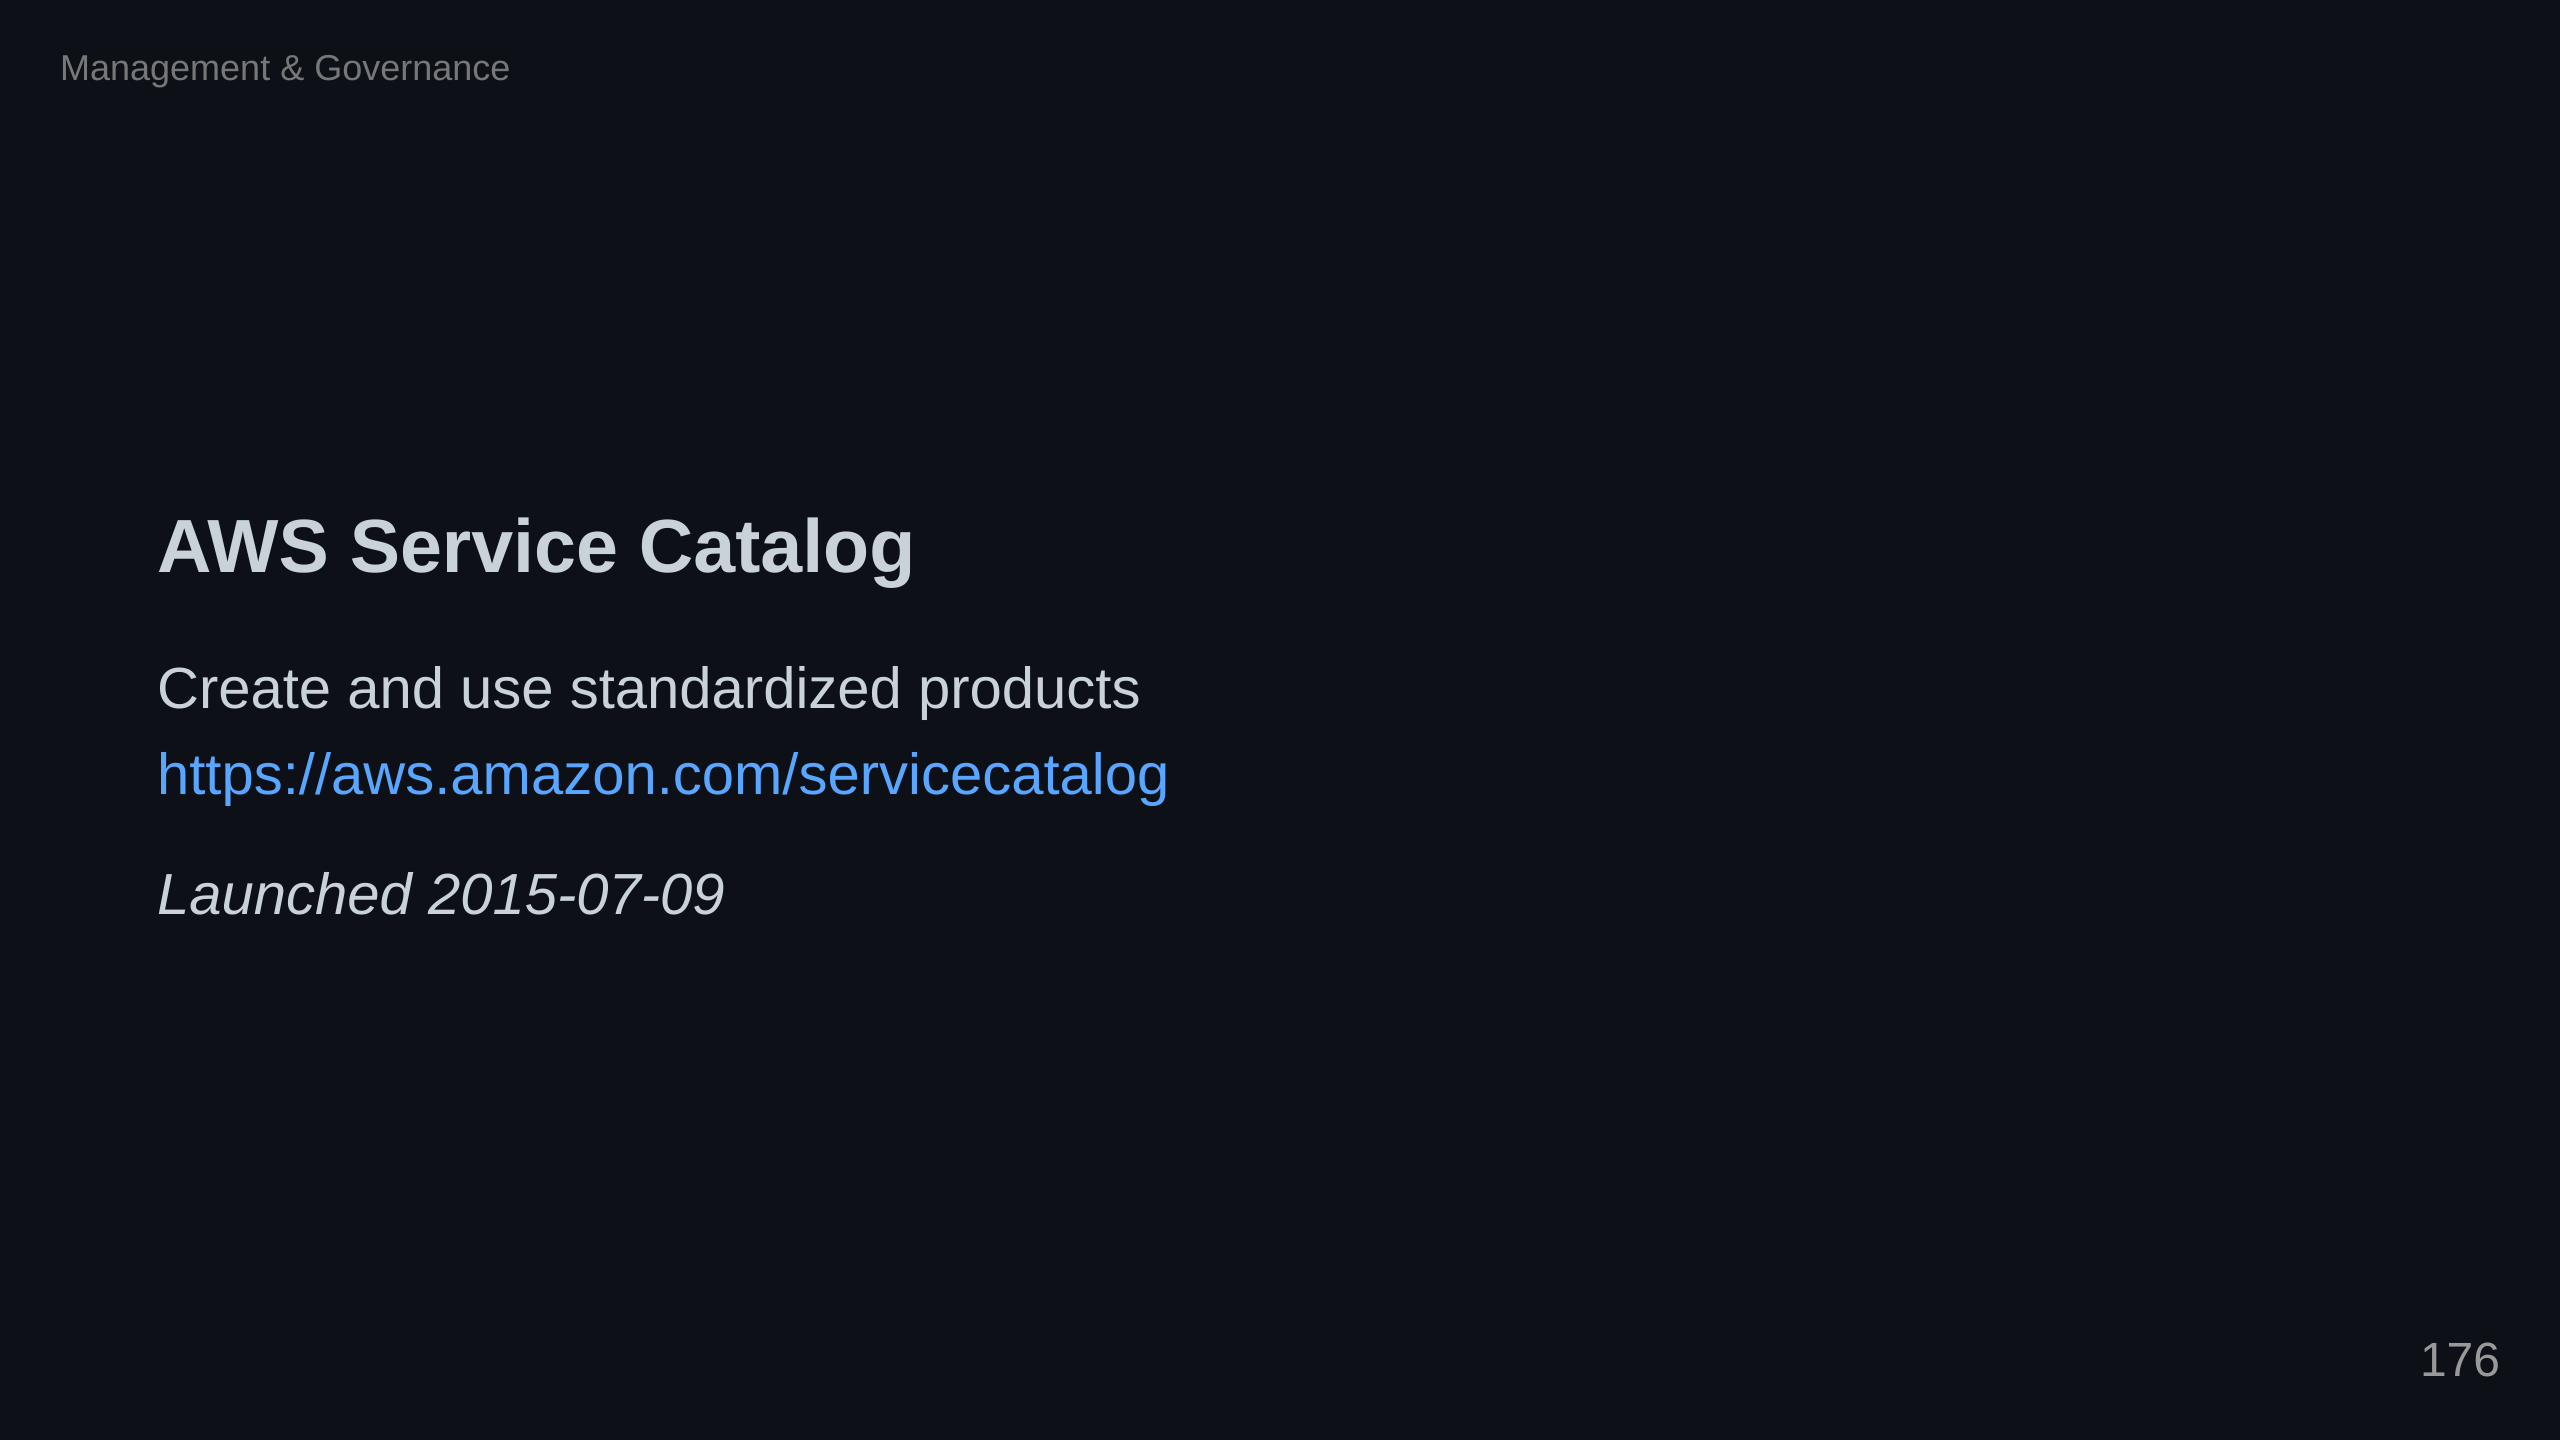 Management & Governance
AWS Service Catalog
Create and use standardized products
https://aws.amazon.com/servicecatalog
Launched 2015-07-09
176